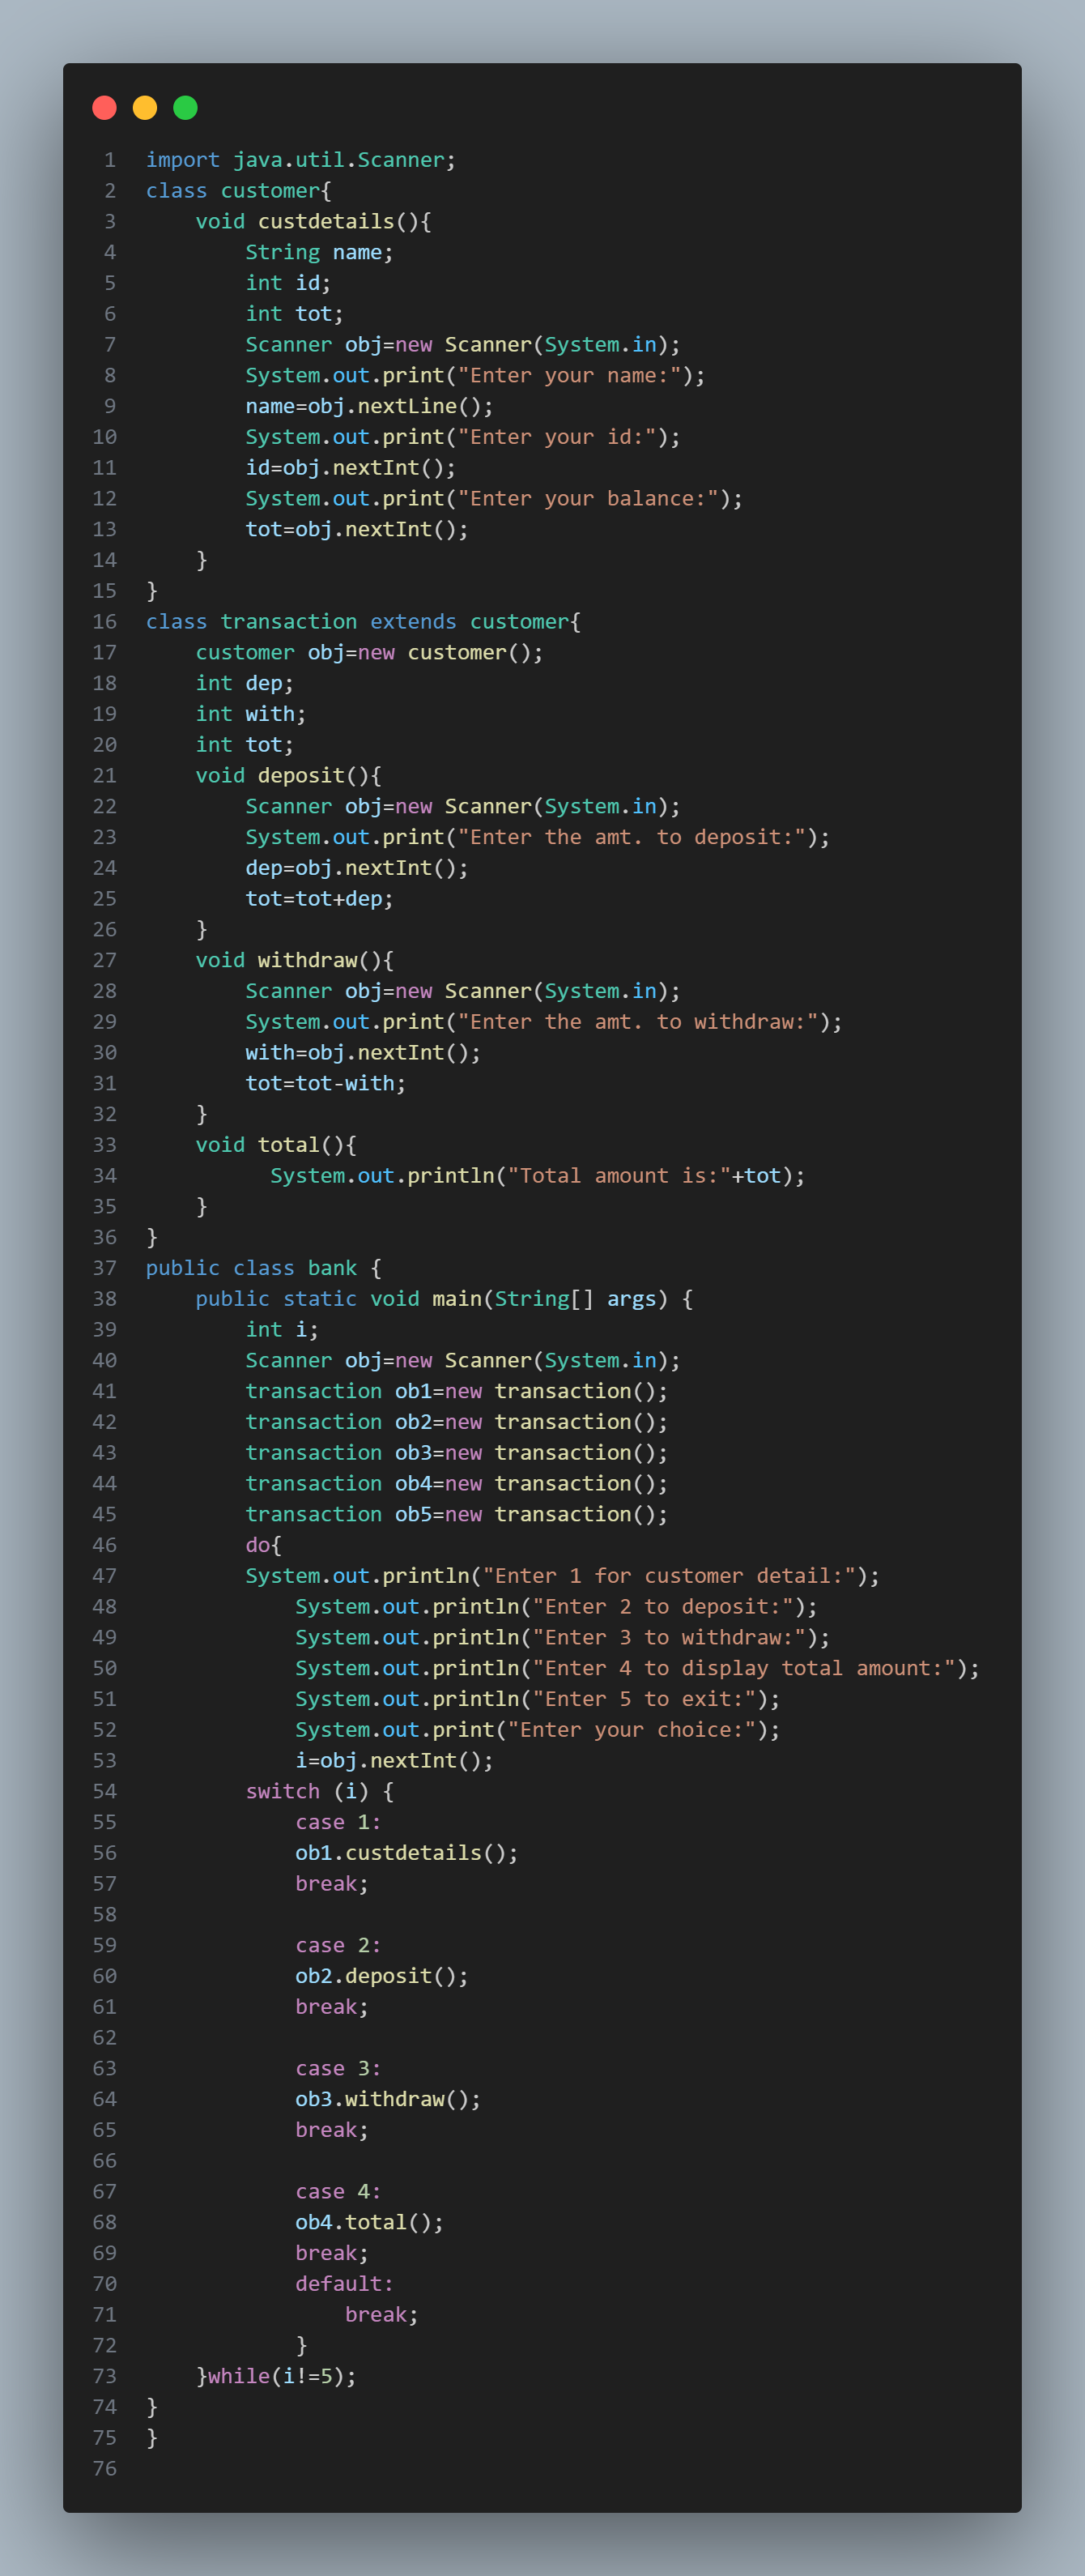 1 import java.util.Scanner;
2 class customer{
3     void custdetails(){
4         String name;
5         int id;
6         int tot;
7         Scanner obj=new Scanner(System.in);
8         System.out.print("Enter your name:");
9         name=obj.nextLine();
10         System.out.print("Enter your id:");
11         id=obj.nextInt();
12         System.out.print("Enter your balance:");
13         tot=obj.nextInt();
14     }
15 }
16 class transaction extends customer{
17     customer obj=new customer();
18     int dep;
19     int with;
20     int tot;
21     void deposit(){
22         Scanner obj=new Scanner(System.in);
23         System.out.print("Enter the amt. to deposit:");
24         dep=obj.nextInt();
25         tot=tot+dep;
26     }
27     void withdraw(){
28         Scanner obj=new Scanner(System.in);
29         System.out.print("Enter the amt. to withdraw:");
30         with=obj.nextInt();
31         tot=tot-with;
32     }
33     void total(){
34           System.out.println("Total amount is:"+tot);
35     }
36 }
37 public class bank {
38     public static void main(String[] args) {
39         int i;
40         Scanner obj=new Scanner(System.in);
41         transaction ob1=new transaction();
42         transaction ob2=new transaction();
43         transaction ob3=new transaction();
44         transaction ob4=new transaction();
45         transaction ob5=new transaction();
46         do{
47         System.out.println("Enter 1 for customer detail:");
48             System.out.println("Enter 2 to deposit:");
49             System.out.println("Enter 3 to withdraw:");
50             System.out.println("Enter 4 to display total amount:");
51             System.out.println("Enter 5 to exit:");
52             System.out.print("Enter your choice:");
53             i=obj.nextInt();
54         switch (i) {
55             case 1:
56             ob1.custdetails();
57             break;
58
59             case 2:
60             ob2.deposit();
61             break;
62
63             case 3:
64             ob3.withdraw();
65             break;
66
67             case 4:
68             ob4.total();
69             break;
70             default:
71                 break;
72             }
73     }while(i!=5);
74 }
75 }
76